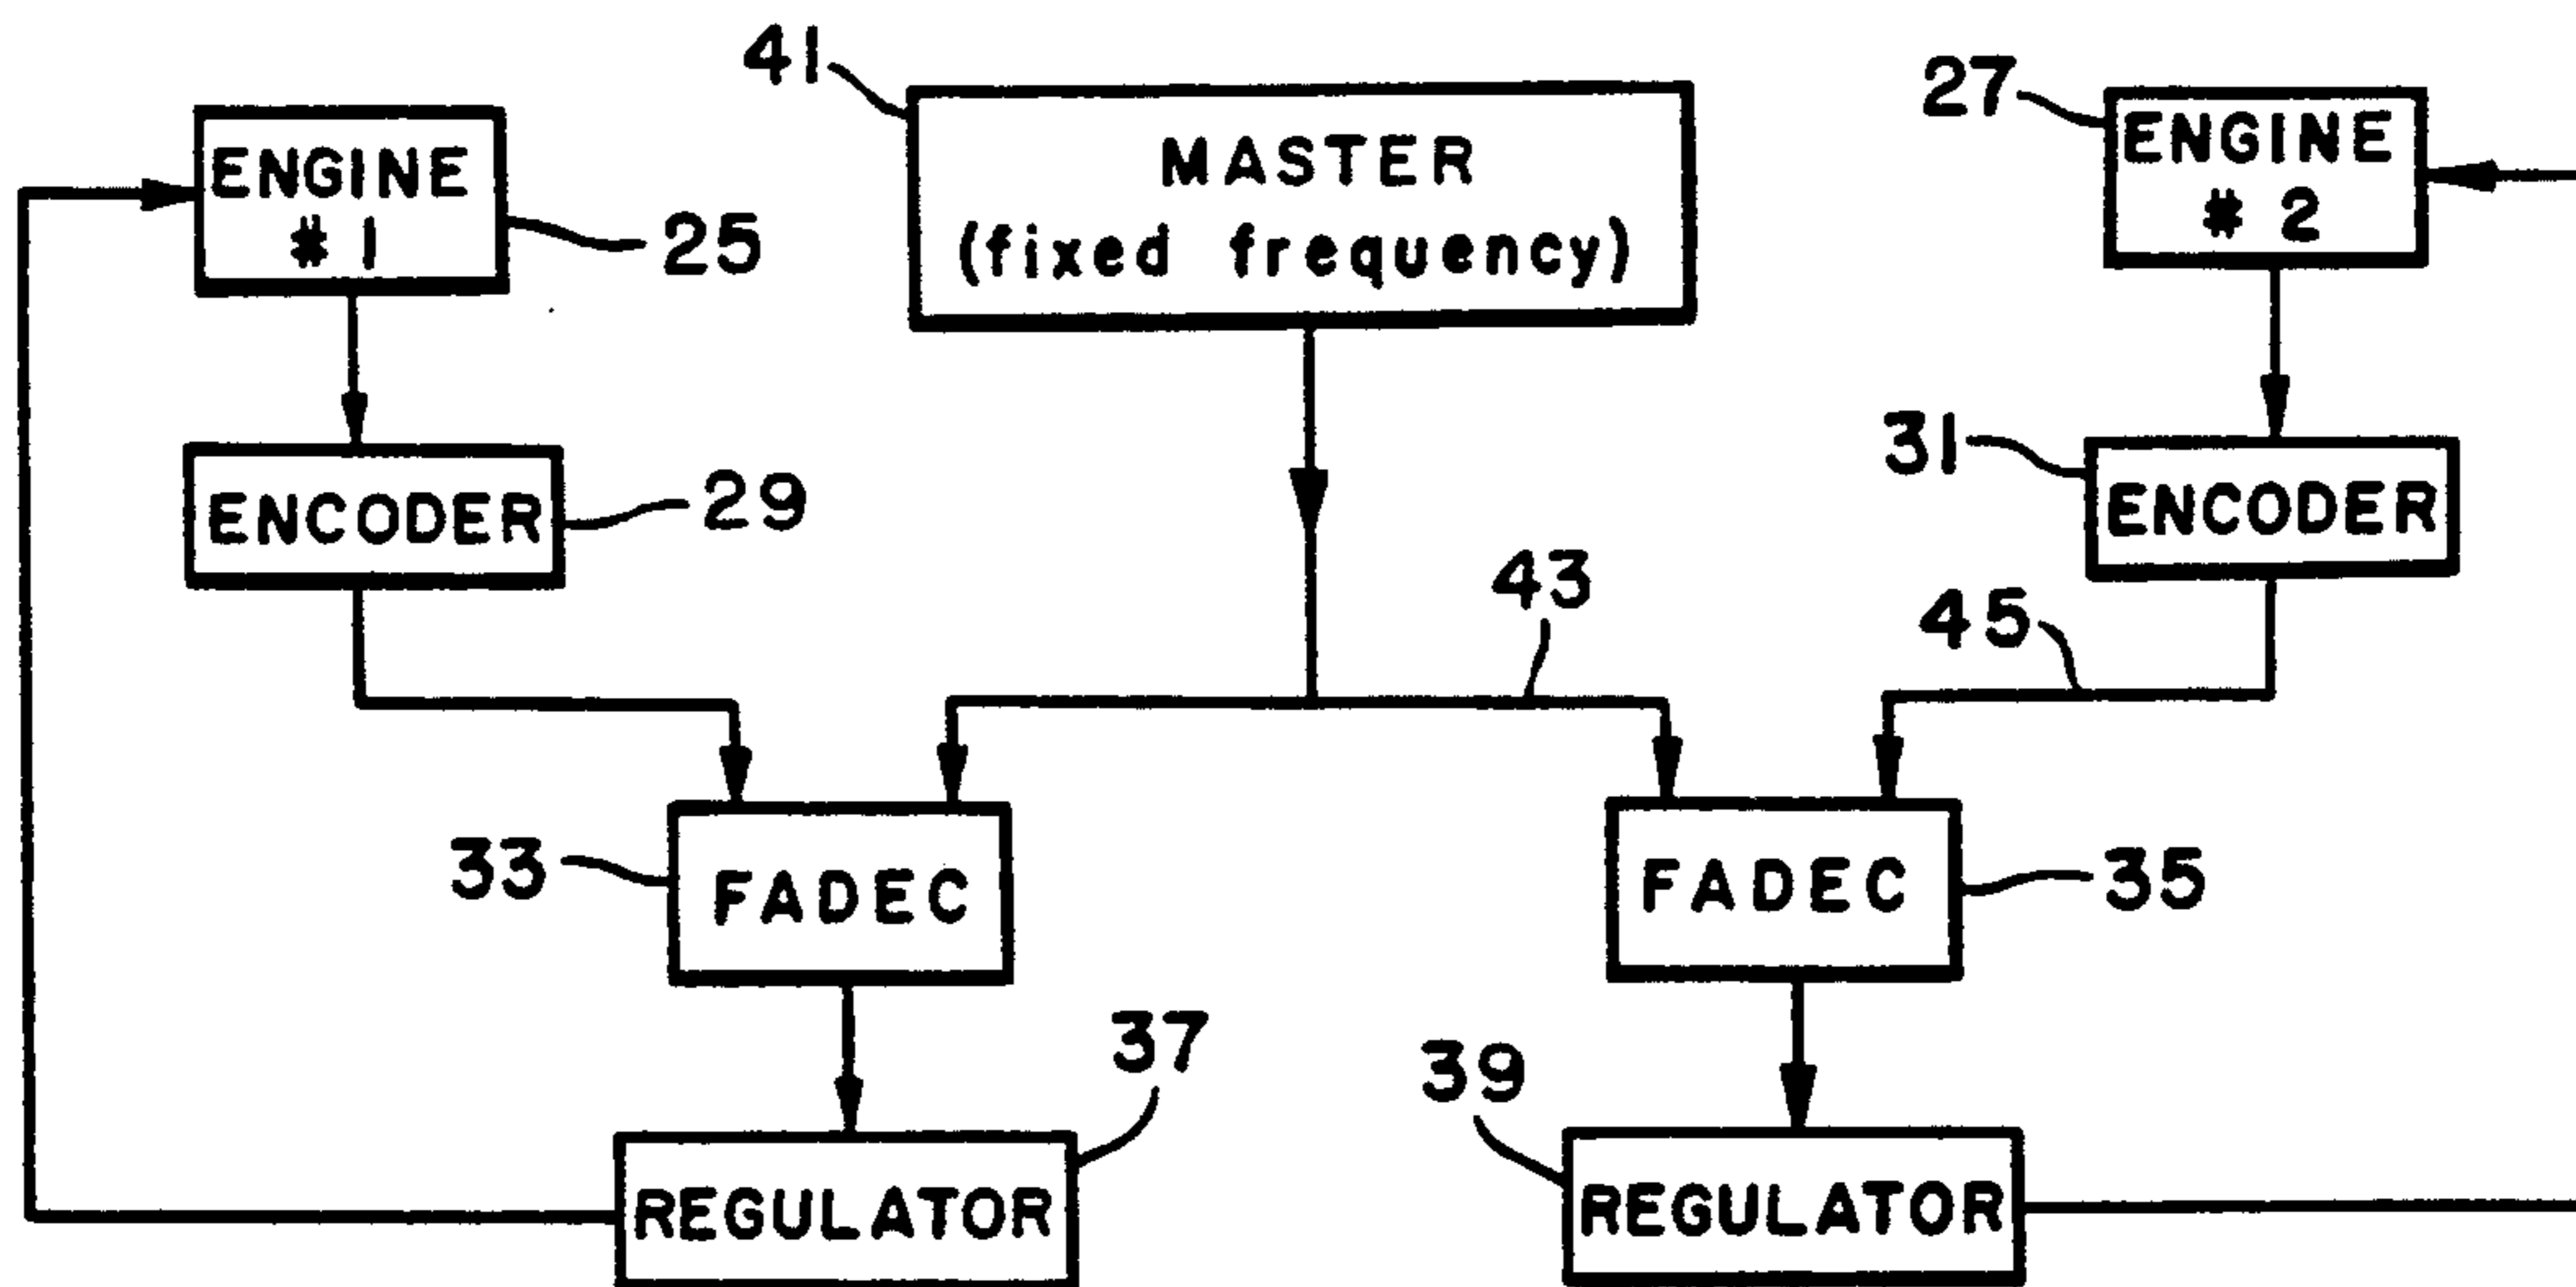 41
MASTER
(fixed frequency)
27
ENGINE
# 2
ENGINE
# 1
25
31
ENCODER
ENCODER
29
43
45
33
FADEC
FADEC
35
37
39
REGULATOR
REGULATOR